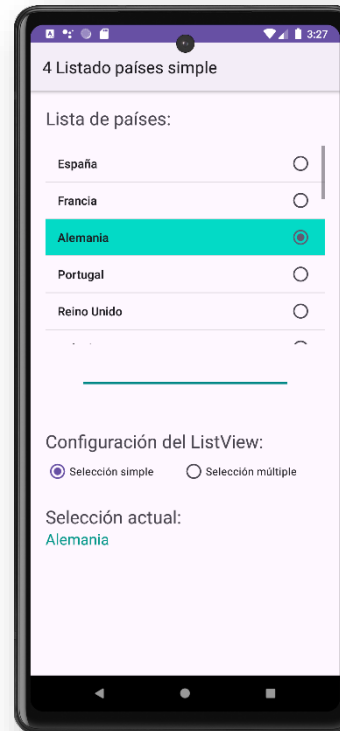 3:27
4 Listado países simple
Lista de países:
España
Francia
Alemania
Portugal
Reino Unido
Configuración del ListView:
Selección simple Selección múltiple
Selección actual:
Alemania